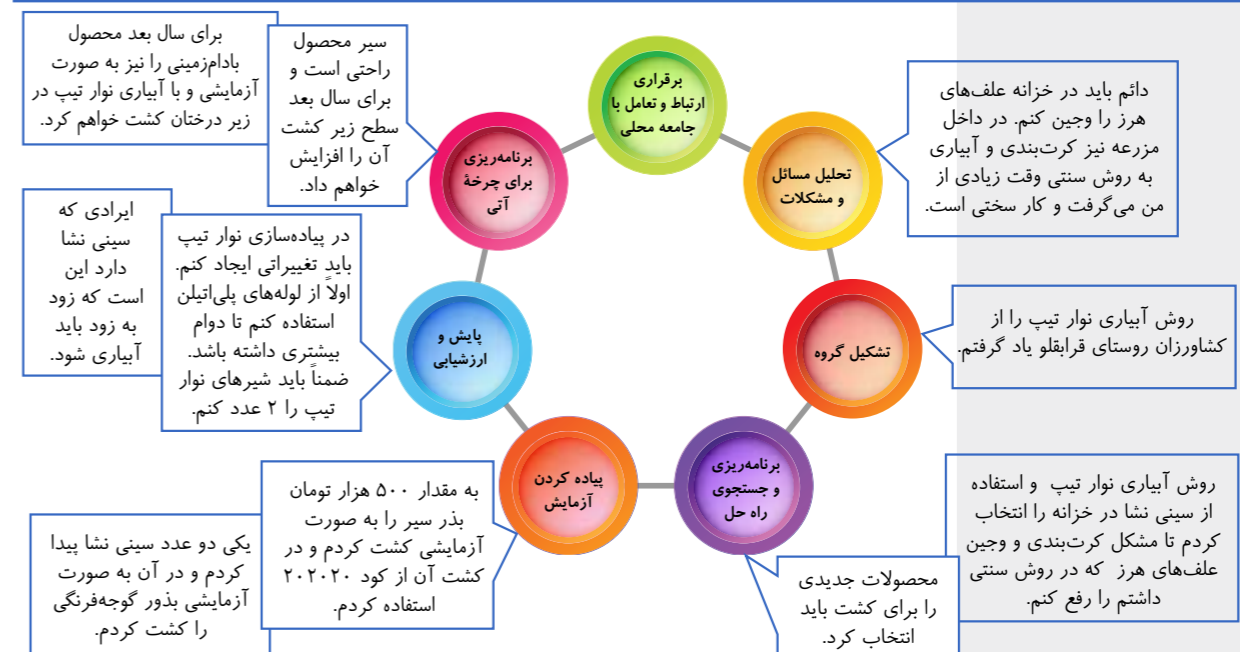 برای سال بعد محصول
بادام‌زمینی را نیز به صورت
آزمایشی و با آبیاری نوار تیپ در
زیر درختان کشت خواهم کرد.
سیر محصول
راحتی است و
برای سال بعد
سطح زیر کشت
آن را افزایش
خواهم داد.
برقراری
ارتباط و تعامل با
جامعه محلی
دائم باید در خزانه علف‌های
هرز را وجین کنم. در داخل
مزرعه نیز کرت‌بندی و آبیاری
به روش سنتی وقت زیادی از
من می‌گرفت و کار سختی است.
تحلیل مسائل
و مشکلات
برنامه‌ریزی
برای چرخهٔ
آتی
ایرادی که
سینی نشا
دارد این
است که زود
به زود باید
آبیاری شود.
در پیاده‌سازی نوار تیپ
باید تغییراتی ایجاد کنم.
اولاً از لوله‌های پلی‌اتیلن
استفاده کنم تا دوام
بیشتری داشته باشد.
ضمناً باید شیرهای نوار
تیپ را ۲ عدد کنم.
پایش و
ارزشیابی
تشکیل گروه
روش آبیاری نوار تیپ را از
کشاورزان روستای قرابقلو یاد گرفتم.
برنامه‌ریزی
و جستجوی
راه حل
روش آبیاری نوار تیپ و استفاده
از سینی نشا در خزانه را انتخاب
کردم تا مشکل کرت‌بندی و وجین
علف‌های هرز که در روش سنتی
داشتم را رفع کنم.
محصولات جدیدی
را برای کشت باید
انتخاب کرد.
پیاده کردن
آزمایش
به مقدار ۵۰۰ هزار تومان
بذر سیر را به صورت
آزمایشی کشت کردم و در
کشت آن از کود ۲۰۲۰۲۰
استفاده کردم.
یکی دو عدد سینی نشا پیدا
کردم و در آن به صورت
آزمایشی بذور گوجه‌فرنگی
را کشت کردم.